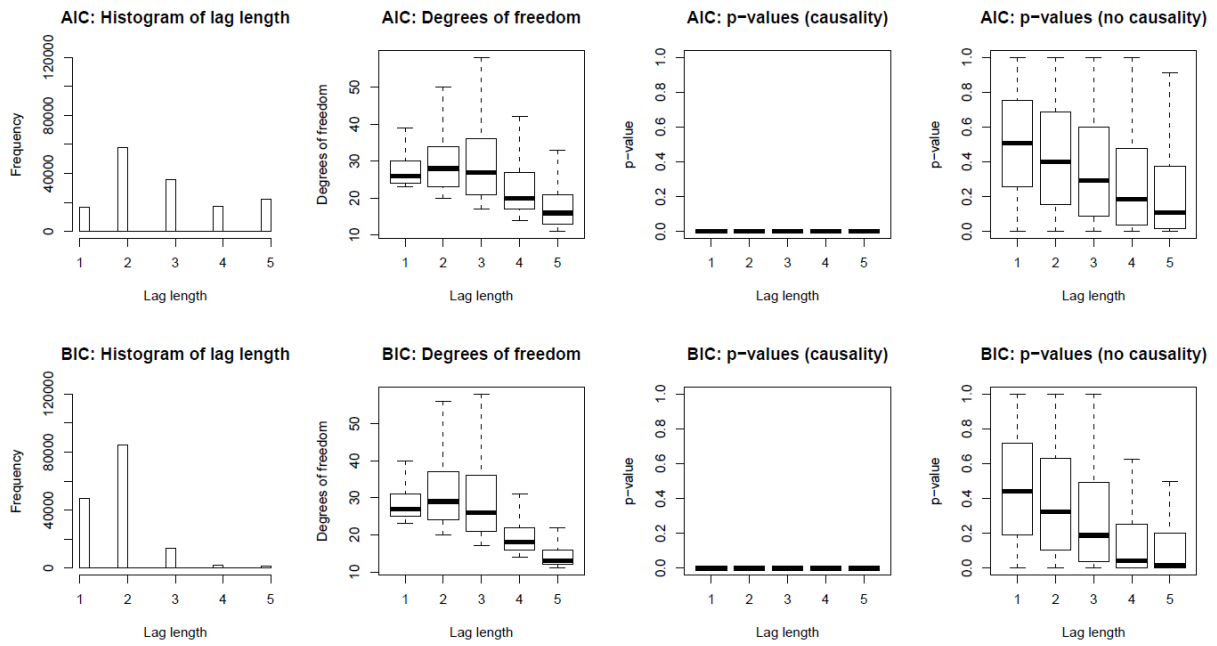 AIC: Histogram of lag length
Frequency
120000
80000
40000
0
1 2 3 4 5
Lag length
AIC: Degrees of freedom
Degrees of freedom
50
40
30
20
10
1 2 3 4 5
Lag length
AIC: p−values (causality)
p−value
1.0
0.8
0.6
0.4
0.2
0.0
1 2 3 4 5
Lag length
AIC: p−values (no causality)
p−value
1.0
0.8
0.6
0.4
0.2
0.0
1 2 3 4 5
Lag length
BIC: Histogram of lag length
Frequency
120000
80000
40000
0
1 2 3 4 5
Lag length
BIC: Degrees of freedom
Degrees of freedom
50
40
30
20
10
1 2 3 4 5
Lag length
BIC: p−values (causality)
p−value
1.0
0.8
0.6
0.4
0.2
0.0
1 2 3 4 5
Lag length
BIC: p−values (no causality)
p−value
1.0
0.8
0.6
0.4
0.2
0.0
1 2 3 4 5
Lag length